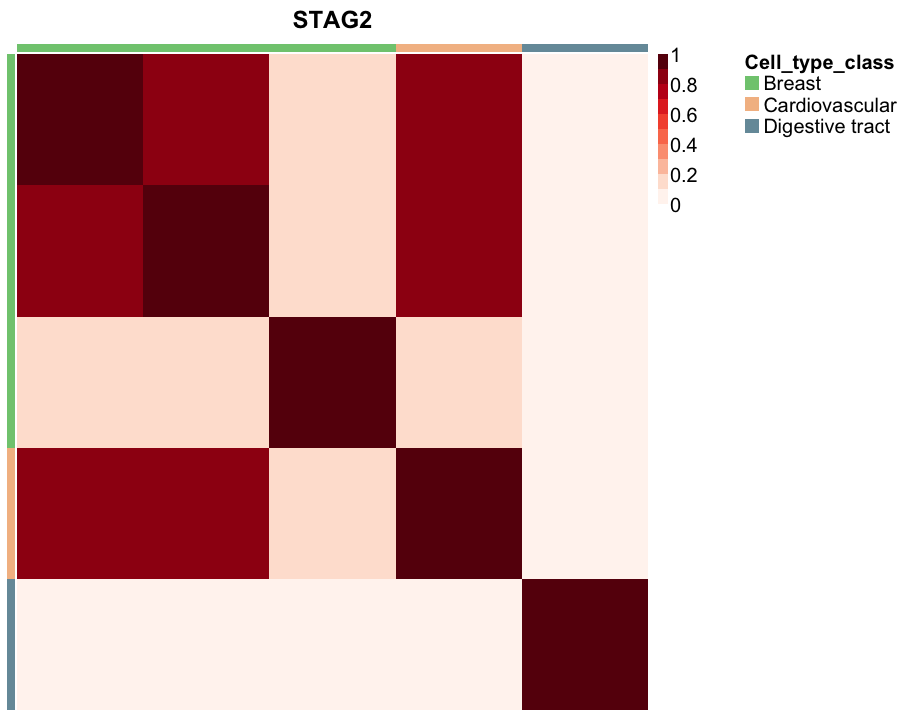 STAG2
1
0.8
0.6
0.4
0.2
0
Cell_type_class
Breast
Cardiovascular
Digestive tract